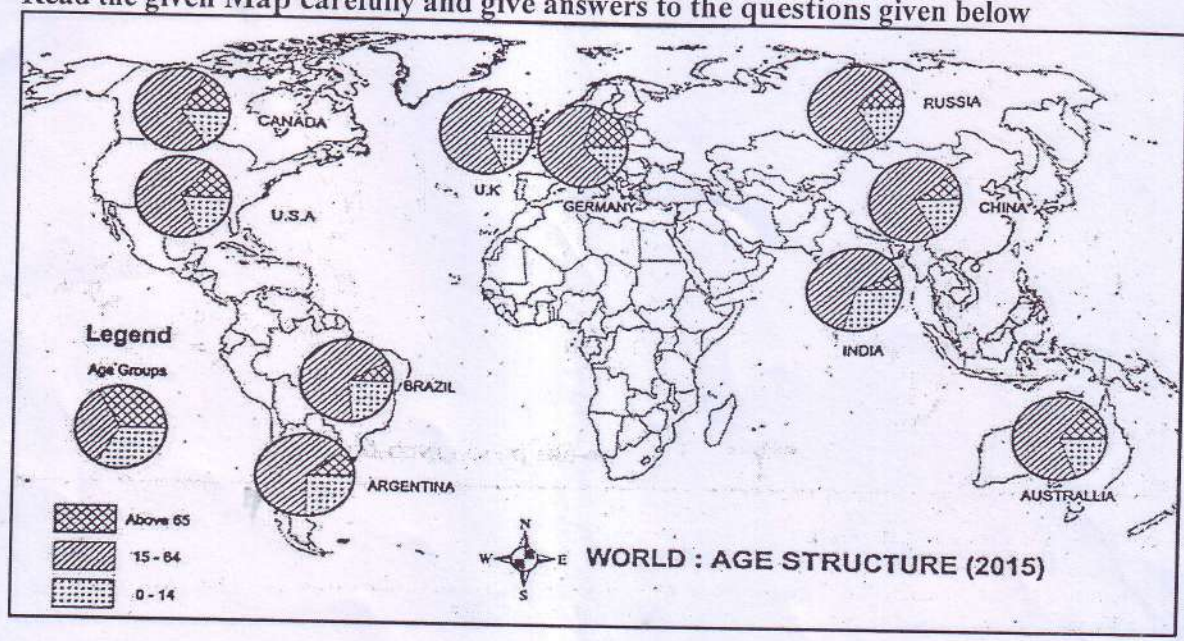 Read the given Map carefully and give answers to the questions given below
CANADA
RUSSIA
U.K
GERMANY
U.S.A
CHINA
INDIA
Legend
Age Groups
BRAZIL
ARGENTINA
AUSTRALLIA
Above 65
15 - 64
0 - 14
N
W E
S
WORLD : AGE STRUCTURE (2015)